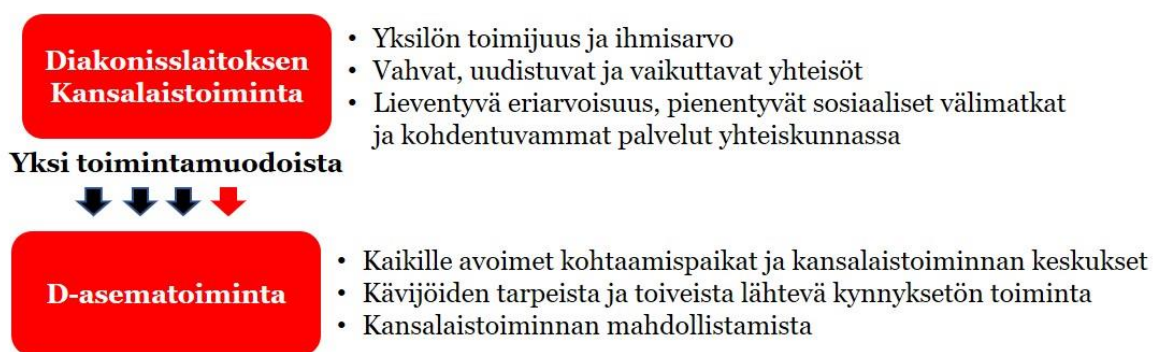 Diakonisslaitoksen
Kansalaistoiminta
• Yksilön toimijuus ja ihmisarvo
• Vahvat, uudistuvat ja vaikuttavat yhteisöt
• Lieventyvä eriarvoisuus, pienentyvät sosiaaliset välimatkat
ja kohdentuvammat palvelut yhteiskunnassa
Yksi toimintamuodoista
D-asematoiminta
• Kaikille avoimet kohtaamispaikat ja kansalaistoiminnan keskukset
• Kävijöiden tarpeista ja toiveista lähtevä kynnyksetön toiminta
• Kansalaistoiminnan mahdollistamista